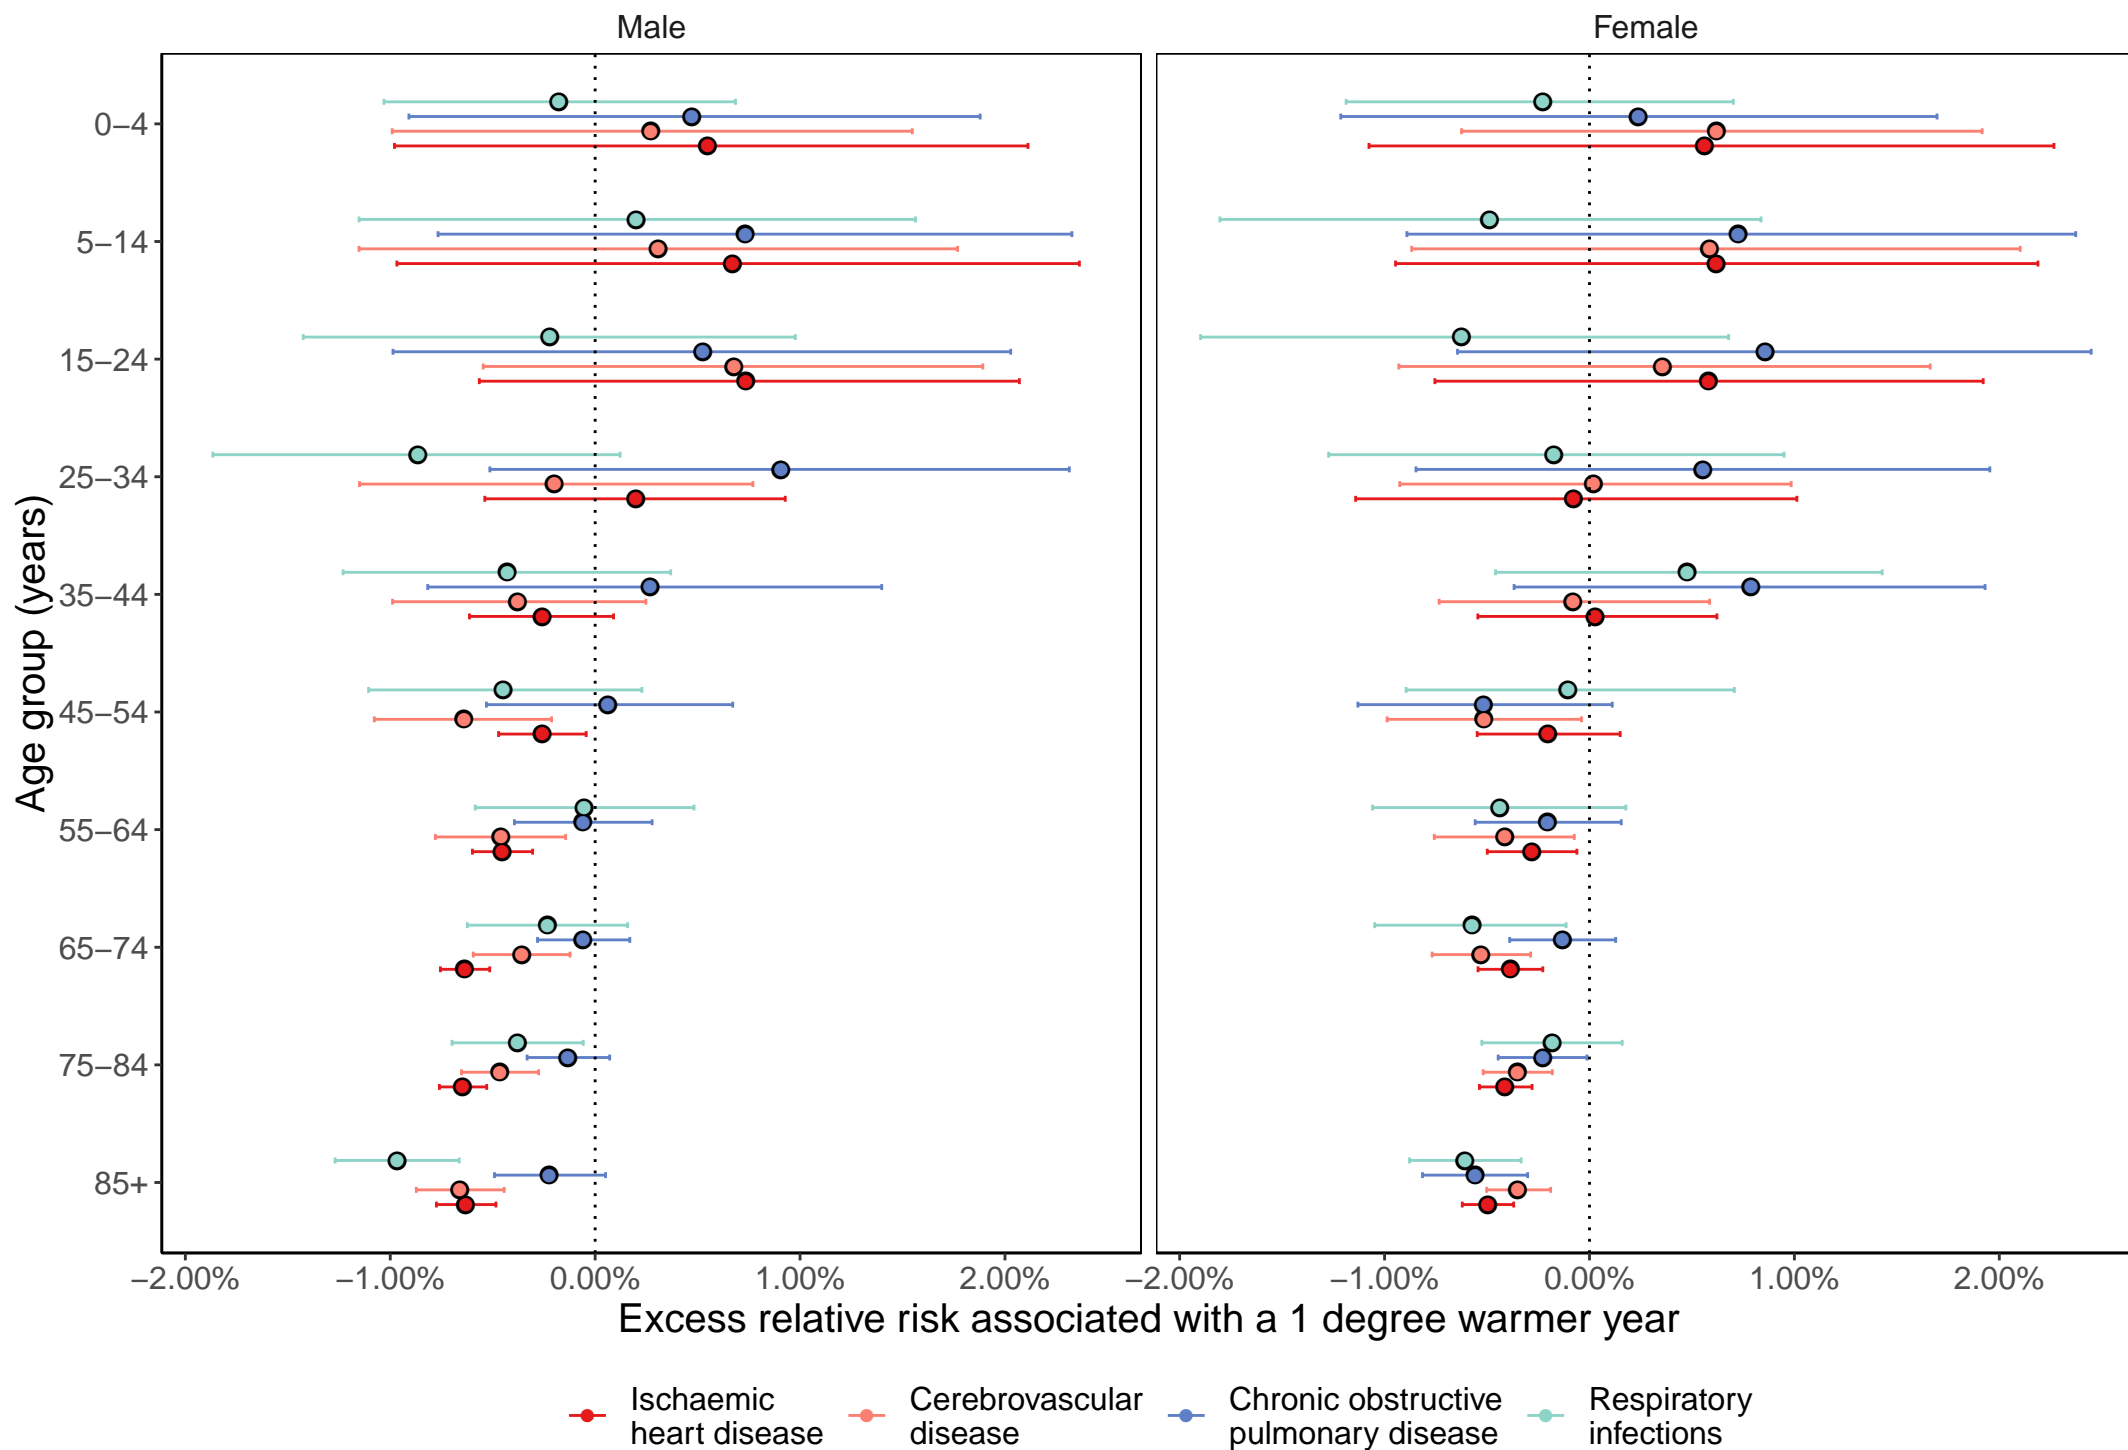 Male
Female
Age group (years)
0−4
5−14
15−24
25−34
35−44
45−54
55−64
65−74
75−84
85+
−2.00% −1.00% 0.00% 1.00% 2.00%
−2.00% −1.00% 0.00% 1.00% 2.00%
Excess relative risk associated with a 1 degree warmer year
Ischaemic
heart disease
Cerebrovascular
disease
Chronic obstructive
pulmonary disease
Respiratory
infections